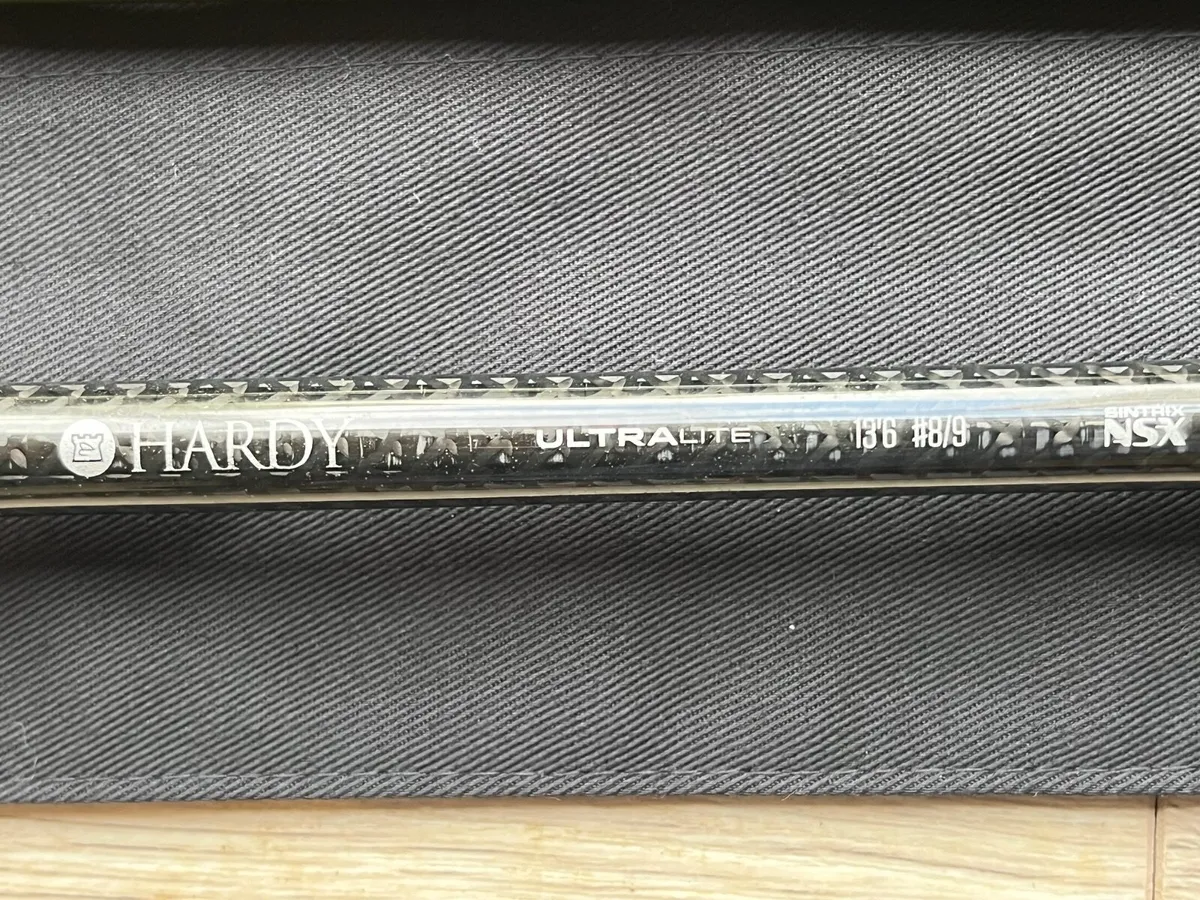 HARDY ULTRALITE 13'6 #8/9 SINTRIX
NSX